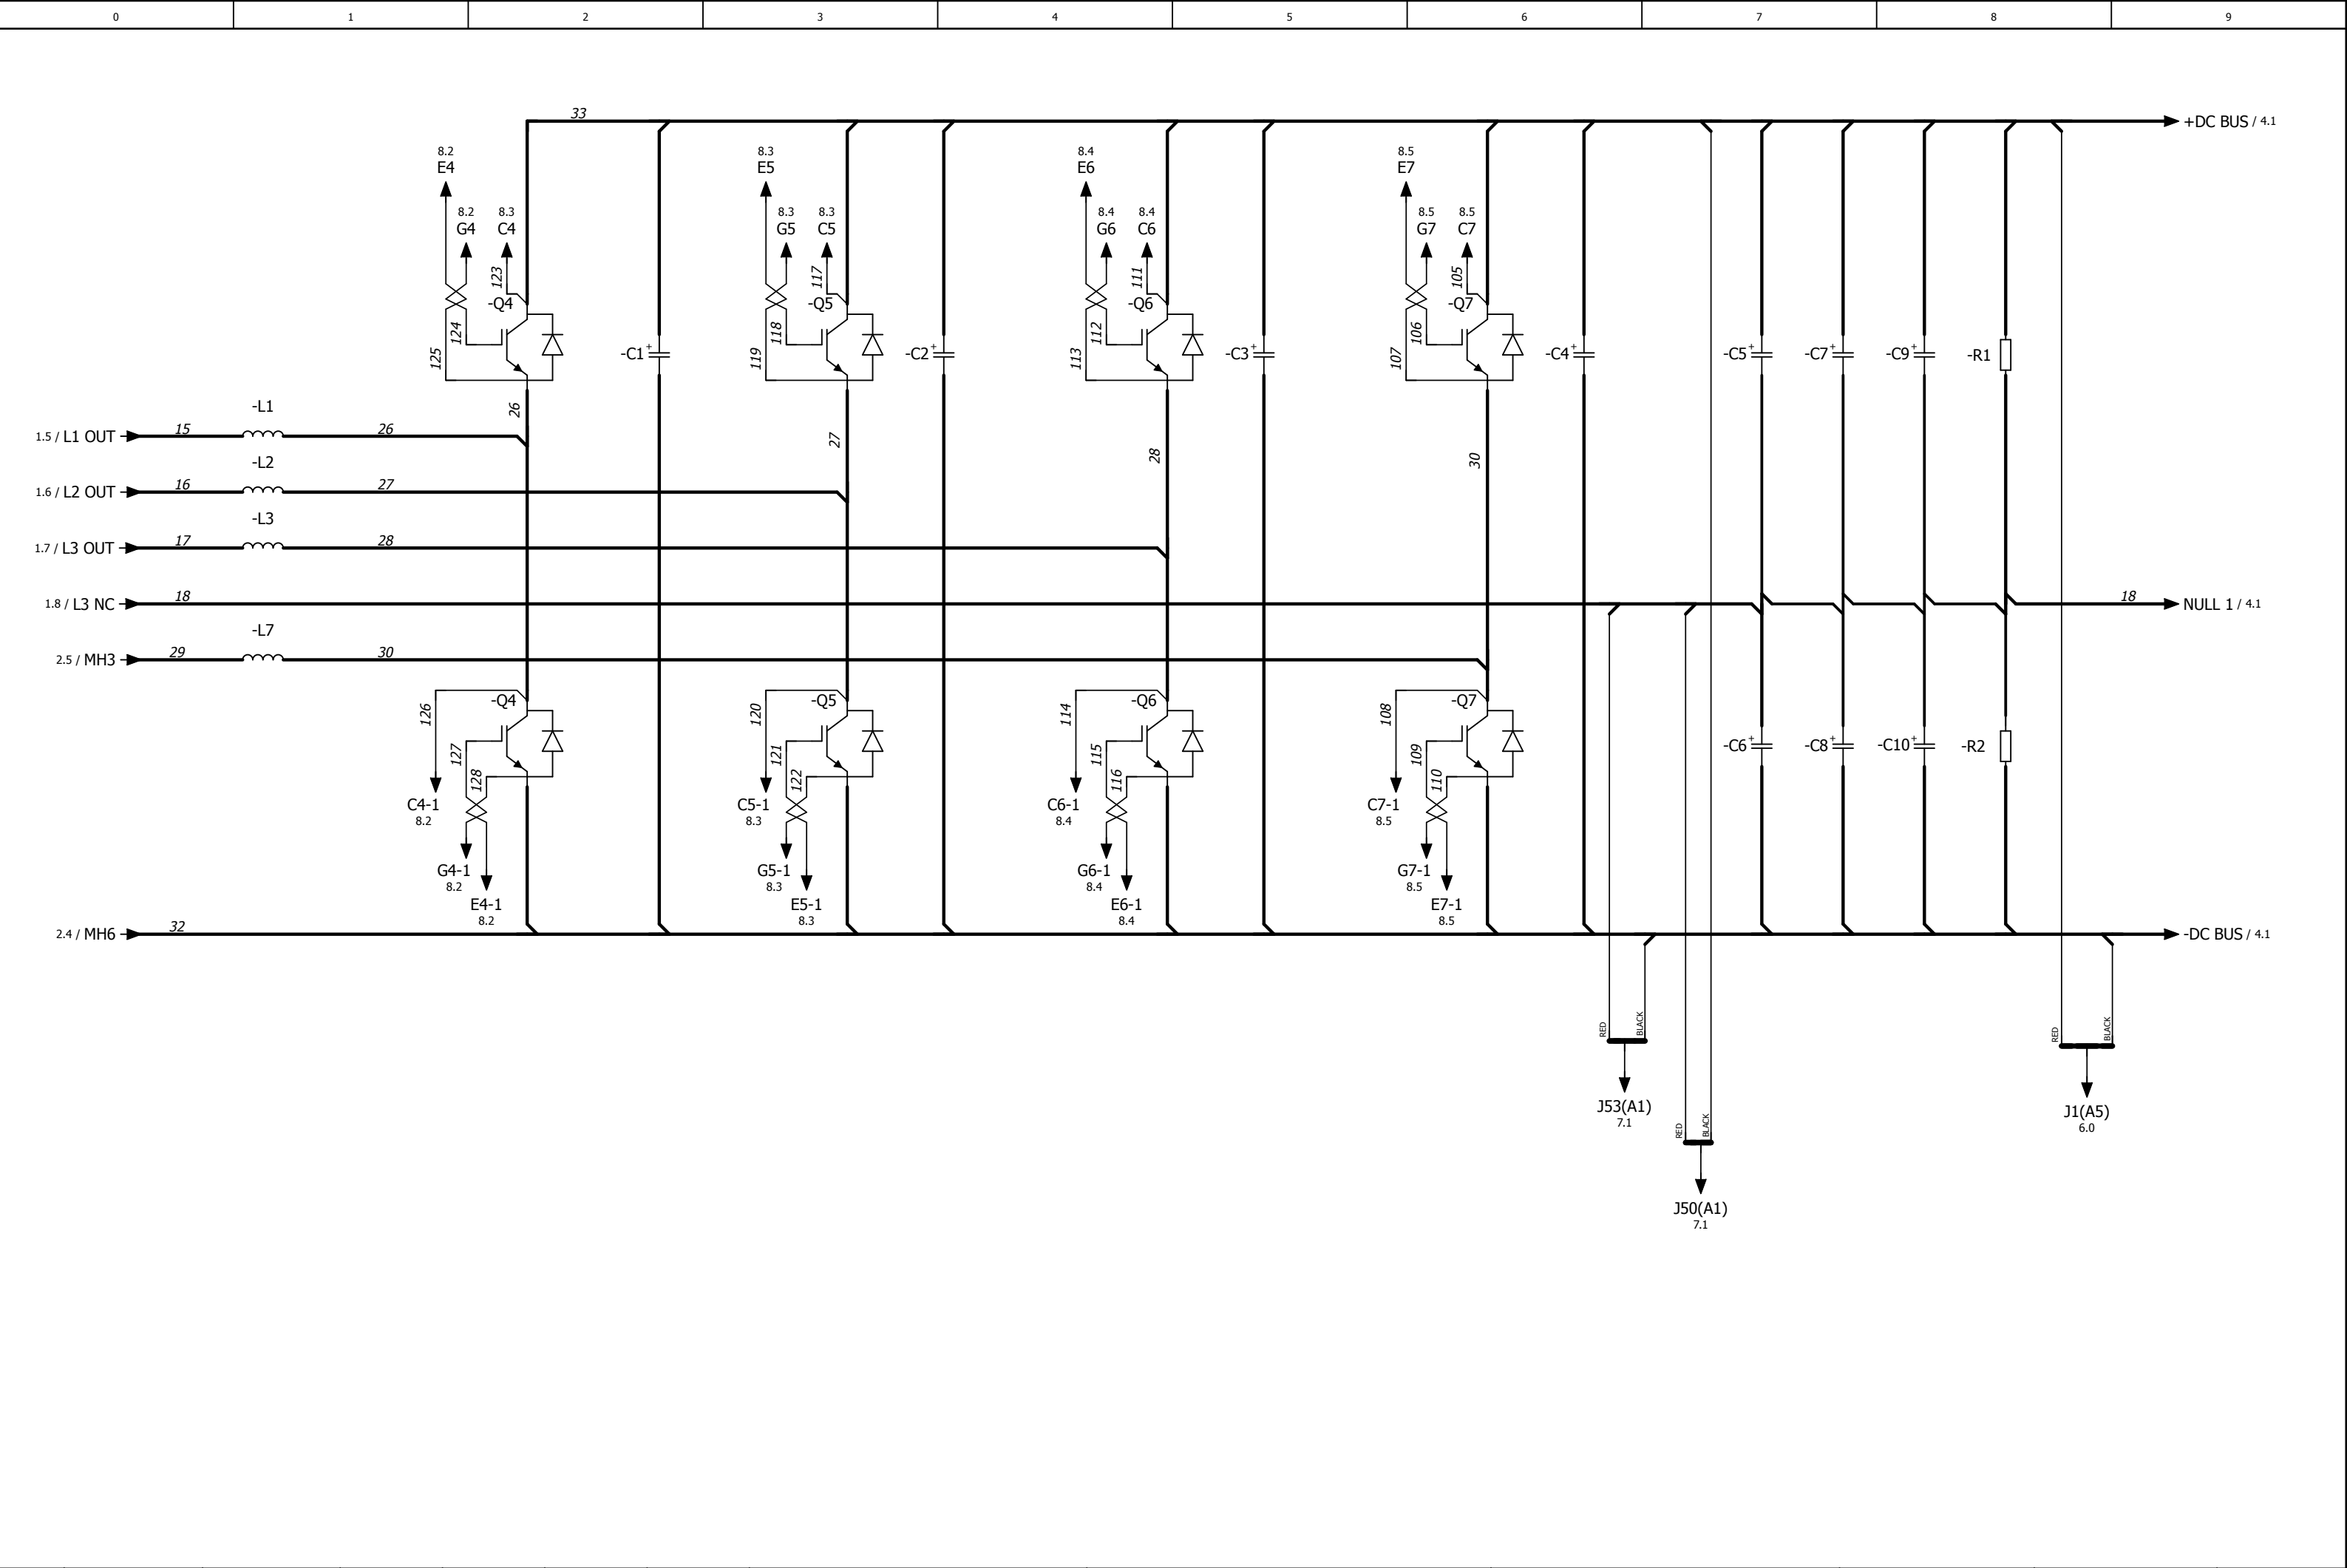 0 1 2 3 4 5 6 7 8 9
33
+DC BUS / 4.1
8.2 8.3 8.4 8.5
E4 E5 E6 E7
8.2 8.3 8.3 8.3 8.4 8.4 8.5 8.5
G4 C4 G5 C5 G6 C6 G7 C7
123 117 111 105
-Q4 -Q5 -Q6 -Q7
124 118 112 106
125 119 113 107
-C1 + -C2 + -C3 + -C4 + -C5 + -C7 + -C9 + -R1
-L1
26
1.5 / L1 OUT 15 26
27
-L2
28
30
1.6 / L2 OUT 16 27
-L3
1.7 / L3 OUT 17 28
1.8 / L3 NC 18 18 NULL 1 / 4.1
-L7
2.5 / MH3 29 30
-Q4 -Q5 -Q6 -Q7
126 120 114 108
127 121 115 109
128 122 116 110
-C6 + -C8 + -C10 + -R2
C4-1 C5-1 C6-1 C7-1
8.2 8.3 8.4 8.5
G4-1 G5-1 G6-1 G7-1
8.2 8.3 8.4 8.5
E4-1 E5-1 E6-1 E7-1
8.2 8.3 8.4 8.5
2.4 / MH6 32 -DC BUS / 4.1
RED BLACK RED BLACK
J53(A1) J1(A5)
7.1 6.0
RED BLACK
J50(A1)
7.1